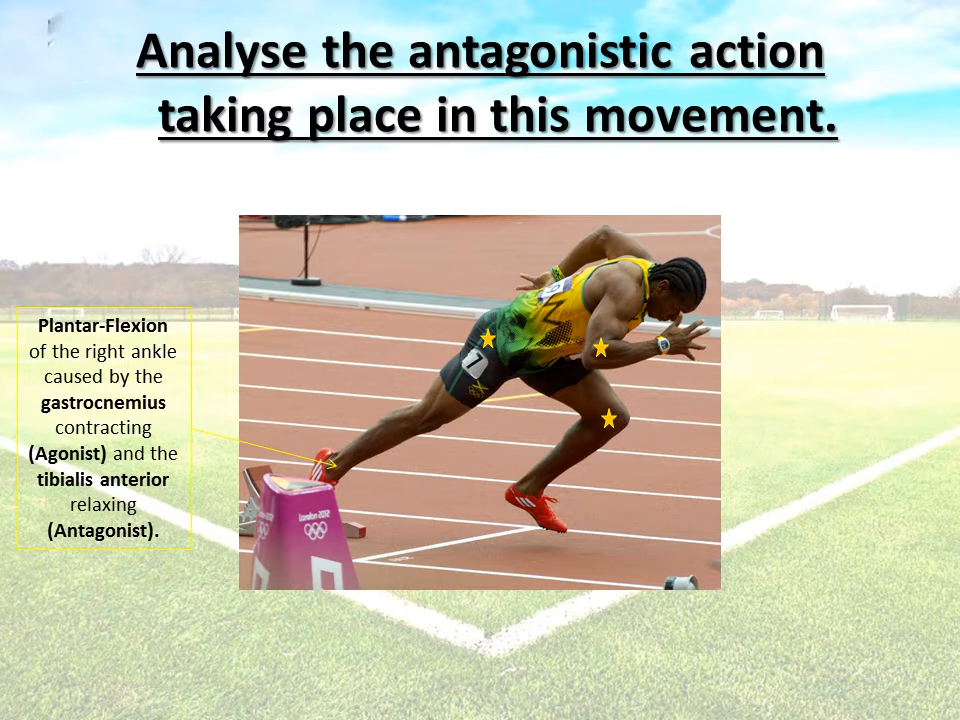 Analyse the antagonistic action
taking place in this movement.
Plantar-Flexion
of the right ankle
caused by the
gastrocnemius
contracting
(Agonist) and the
tibialis anterior
relaxing
(Antagonist).
7
London 2012